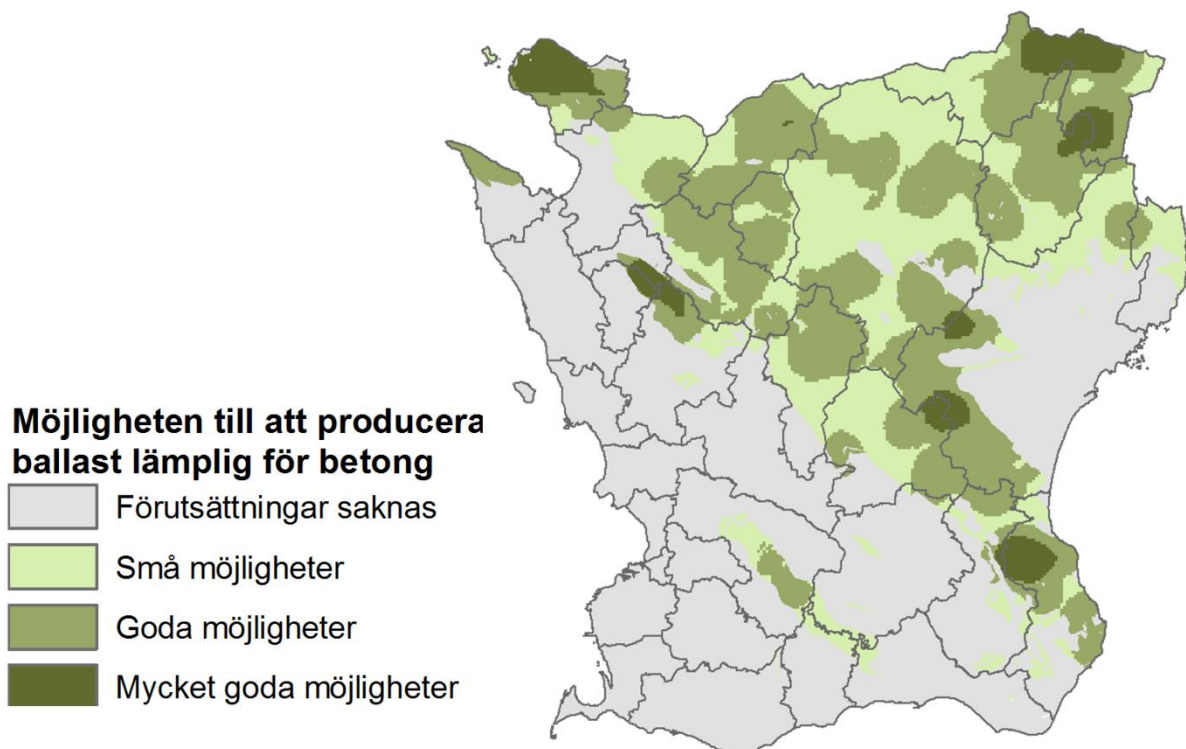 Möjligheten till att producera
ballast lämplig för betong
Förutsättningar saknas
Små möjligheter
Goda möjligheter
Mycket goda möjligheter